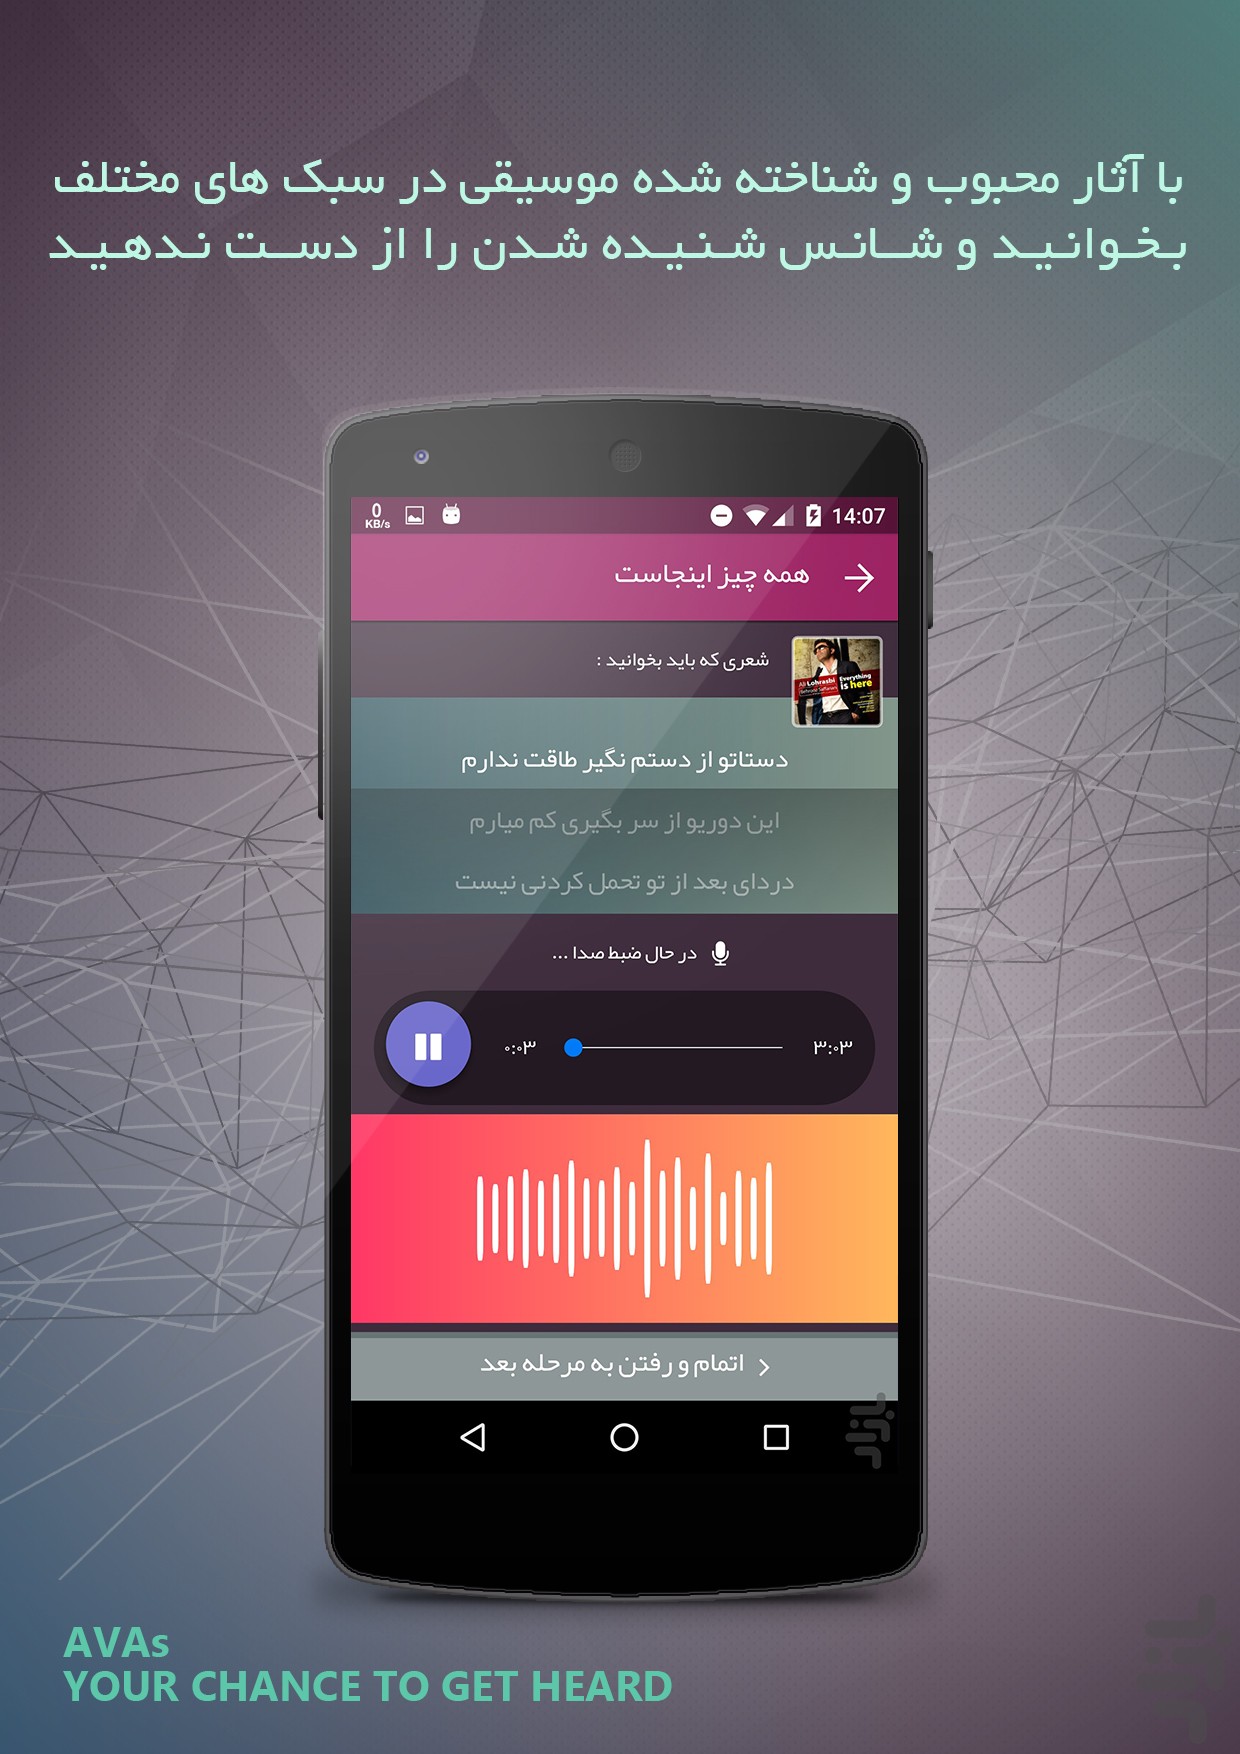 با آثار محبوب و شناخته شده موسیقی در سبک های مختلف
بخوانید و شانس شنیده شدن را از دست ندهید
0
KB/s
14:07
همه چیز اینجاست
شعری که باید بخوانید :
Ali Lohrasbi
Everything
is here
دستاتو از دستم نگیر طاقت ندارم
این دوریو از سر بگیری کم میارم
دردای بعد از تو تحمل کردنی نیست
در حال ضبط صدا ...
۰:۰۳
۳:۰۳
اتمام و رفتن به مرحله بعد
بازار
AVAs
YOUR CHANCE TO GET HEARD
بازار